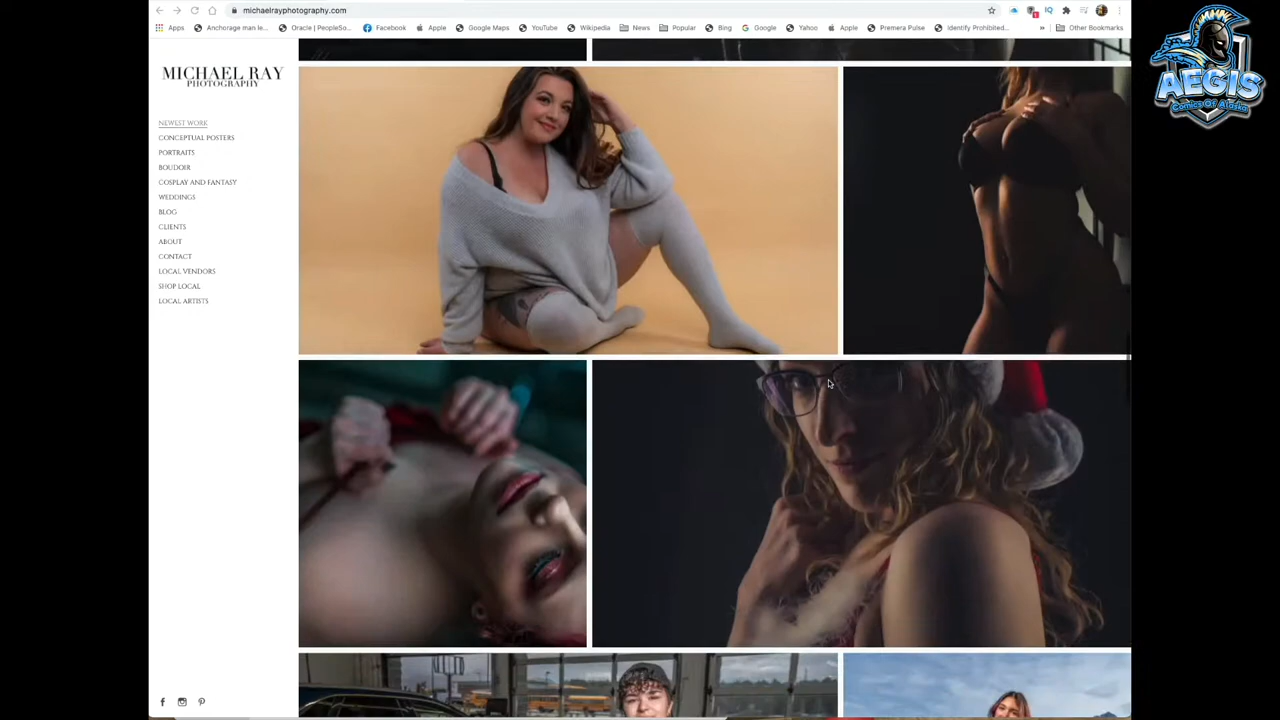 michaelrayphotography.com
Apps
Anchorage man le...
Oracle | PeopleSo...
Facebook
Apple
Google Maps
YouTube
Wikipedia
News
Popular
Bing
Google
Yahoo
Apple
Premera Pulse
Identify Prohibited...
»
Other Bookmarks
MICHAEL RAY
PHOTOGRAPHY
NEWEST WORK
CONCEPTUAL POSTERS
PORTRAITS
BOUDOIR
COSPLAY AND FANTASY
WEDDINGS
BLOG
CLIENTS
ABOUT
CONTACT
LOCAL VENDORS
SHOP LOCAL
LOCAL ARTISTS
AEGIS
Comics Of Alaska